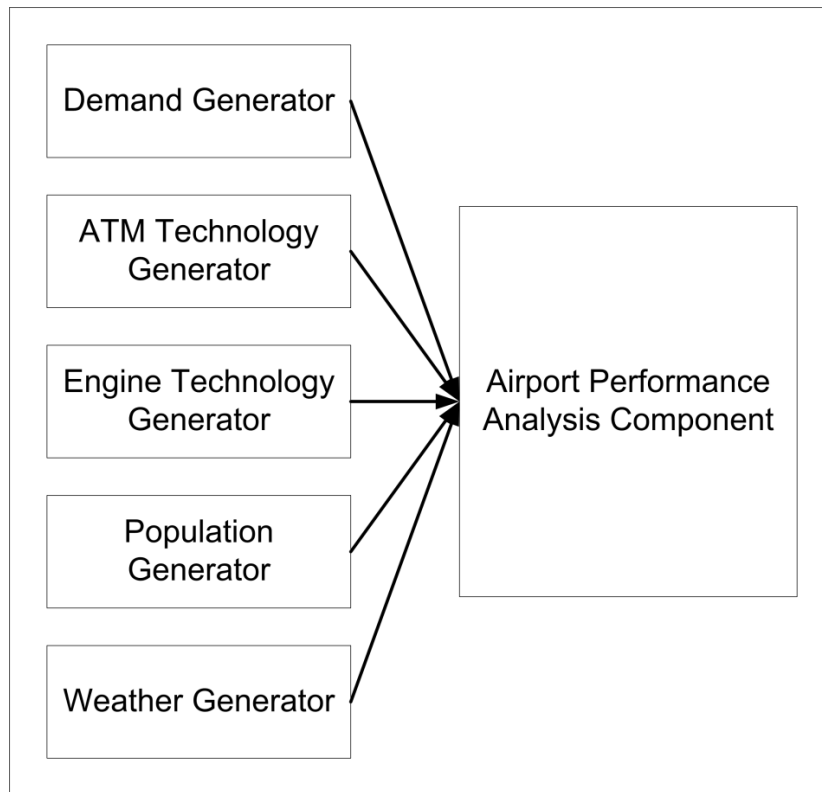 Demand Generator
ATM Technology
Generator
Engine Technology
Generator
Population
Generator
Weather Generator
Airport Performance
Analysis Component